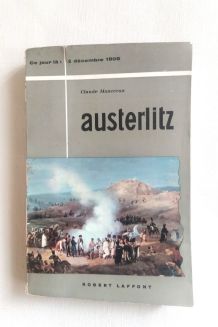 Ce jour là : 2 décembre 1805
Claude Manceron
austerlitz
ROBERT LAFFONT